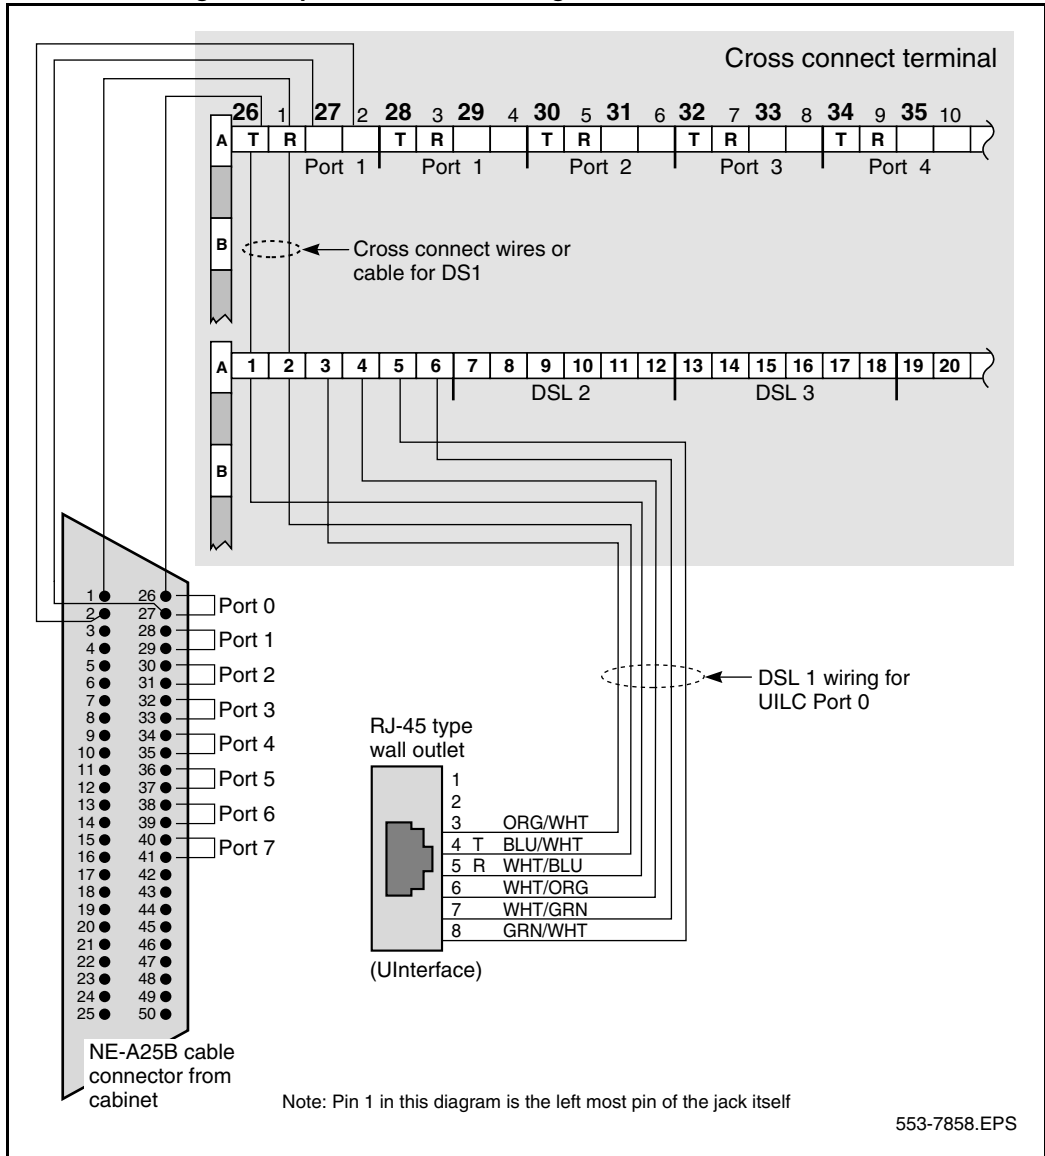 Cross connect terminal
26 1 27 2 28 3 29 4 30 5 31 6 32 7 33 8 34 9 35 10
A T R T R T R T R T R
Port 1 Port 1 Port 2 Port 3 Port 4
B
Cross connect wires or
cable for DS1
A 1 2 3 4 5 6 7 8 9 10 11 12 13 14 15 16 17 18 19 20
DSL 2 DSL 3
B
1 26
2 27
3 28
4 29
5 30
6 31
7 32
8 33
9 34
10 35
11 36
12 37
13 38
14 39
15 40
16 41
17 42
18 43
19 44
20 45
21 46
22 47
23 48
24 49
25 50
Port 0
Port 1
Port 2
Port 3
Port 4
Port 5
Port 6
Port 7
DSL 1 wiring for
UILC Port 0
RJ-45 type
wall outlet
1
2
3 ORG/WHT
4 T BLU/WHT
5 R WHT/BLU
6 WHT/ORG
7 WHT/GRN
8 GRN/WHT
(UInterface)
NE-A25B cable
connector from
cabinet
Note: Pin 1 in this diagram is the left most pin of the jack itself
553-7858.EPS